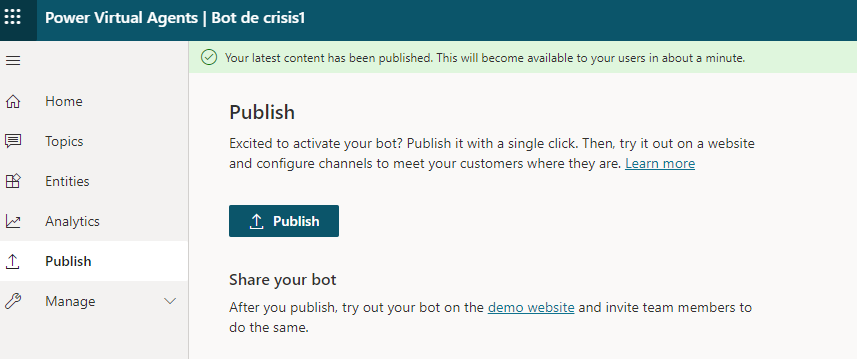 Power Virtual Agents | Bot de crisis1
Your latest content has been published. This will become available to your users in about a minute.
Home
Topics
Entities
Analytics
Publish
Manage
Publish
Excited to activate your bot? Publish it with a single click. Then, try it out on a website
and configure channels to meet your customers where they are. Learn more
Publish
Share your bot
After you publish, try out your bot on the demo website and invite team members to
do the same.